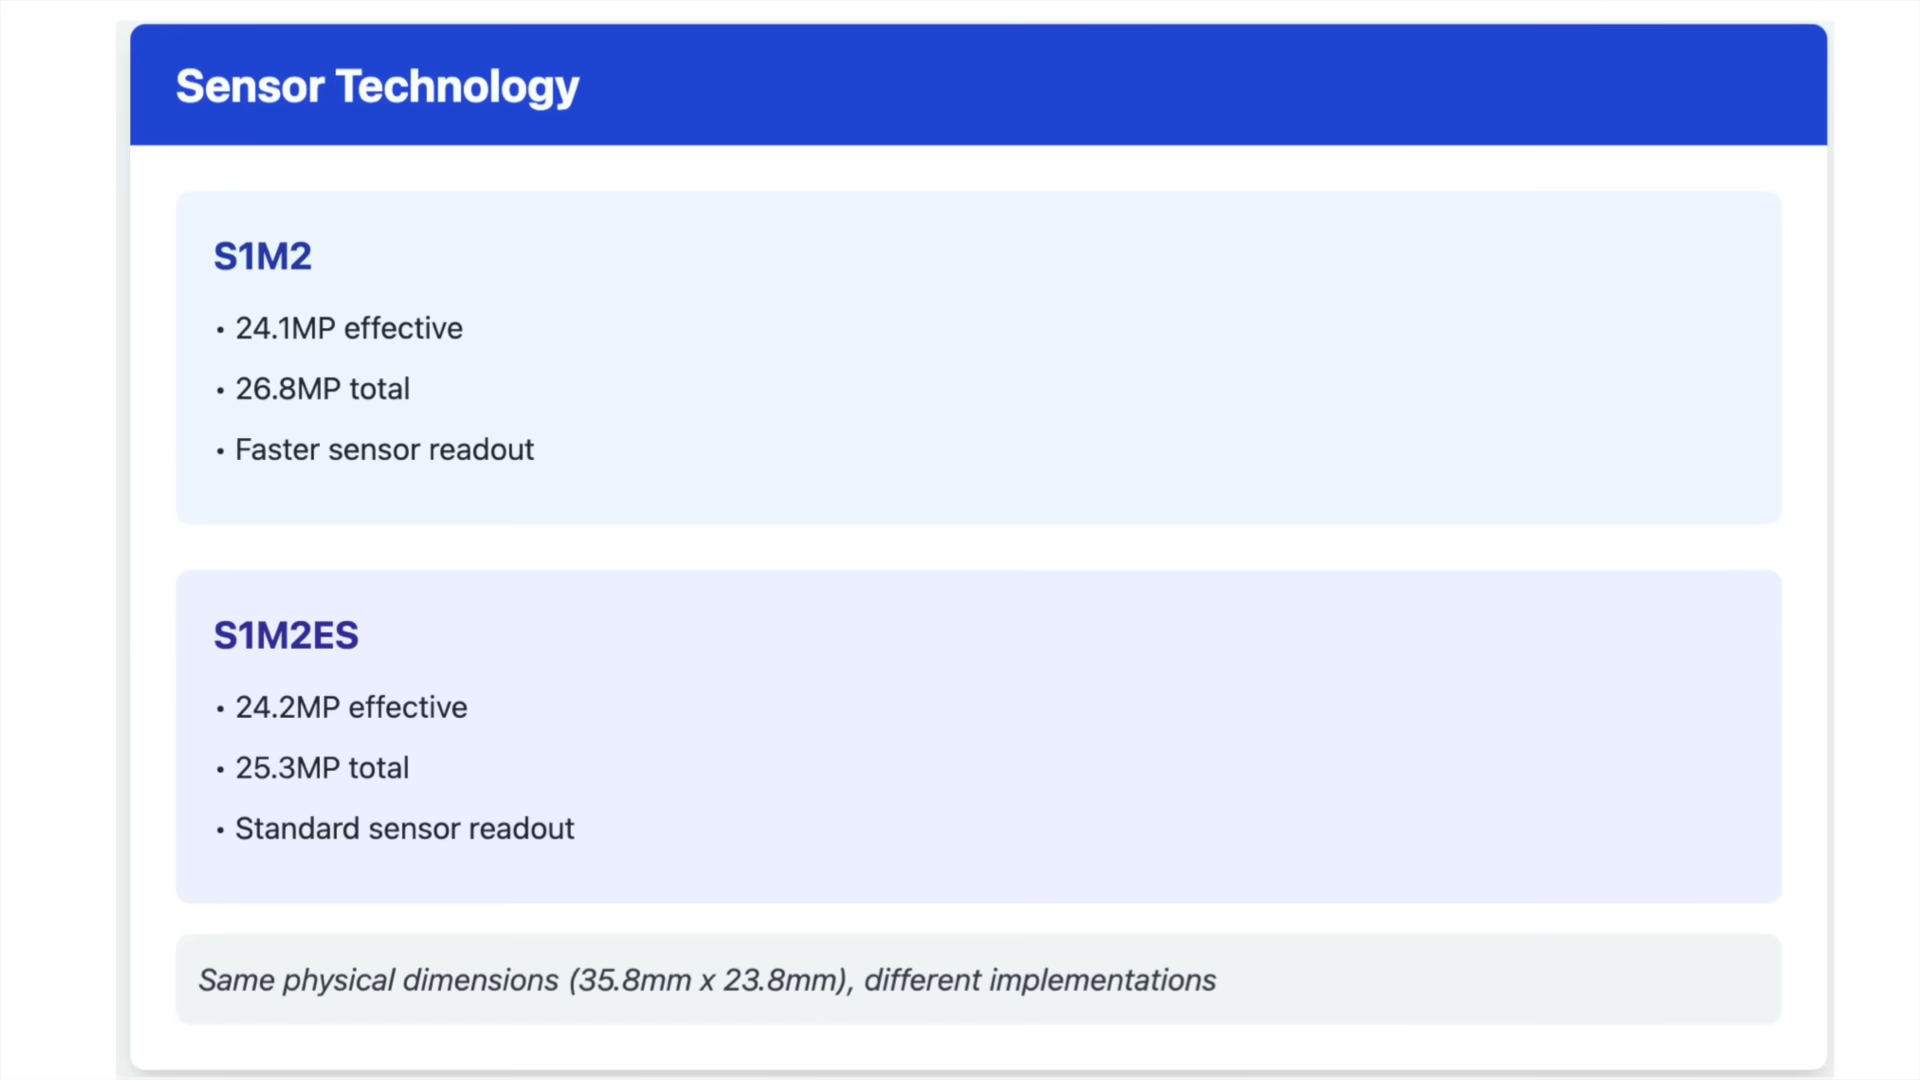 Sensor Technology
S1M2
• 24.1MP effective
• 26.8MP total
• Faster sensor readout
S1M2ES
• 24.2MP effective
• 25.3MP total
• Standard sensor readout
Same physical dimensions (35.8mm x 23.8mm), different implementations